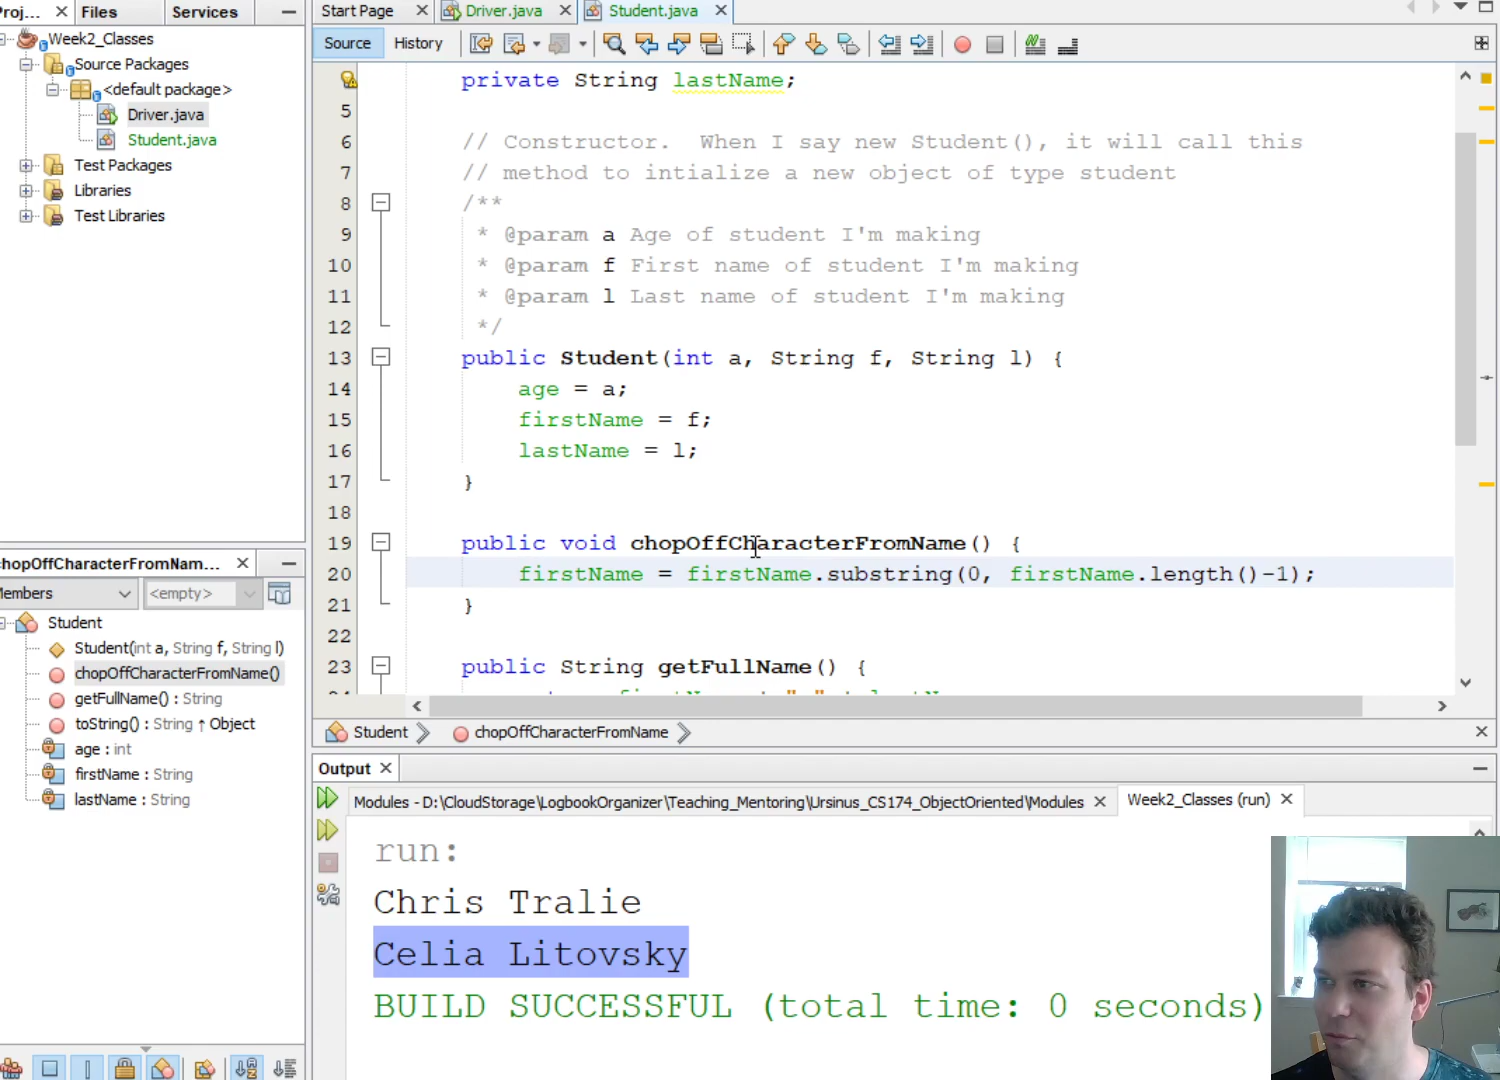 Proj...
Files
Services
Start Page
Driver.java
Student.java
Source
History
Week2_Classes
Source Packages
<default package>
Driver.java
Student.java
Test Packages
Libraries
Test Libraries
private String lastName;
5
6 // Constructor.  When I say new Student(), it will call this
7 // method to intialize a new object of type student
8 /**
9 * @param a Age of student I'm making
10 * @param f First name of student I'm making
11 * @param l Last name of student I'm making
12 */
13 public Student(int a, String f, String l) {
14 age = a;
15 firstName = f;
16 lastName = l;
17 }
18
19 public void chopOffCharacterFromName() {
20 firstName = firstName.substring(0, firstName.length()-1);
21 }
22
23 public String getFullName() {
hopOffCharacterFromNam...
Members
<empty>
Student
Student(int a, String f, String l)
chopOffCharacterFromName()
getFullName() : String
toString() : String ↑ Object
age : int
firstName : String
lastName : String
Student
chopOffCharacterFromName
Output
Modules - D:\CloudStorage\LogbookOrganizer\Teaching_Mentoring\Ursinus_CS174_ObjectOriented\Modules
Week2_Classes (run)
run:
Chris Tralie
Celia Litovsky
BUILD SUCCESSFUL (total time: 0 seconds)